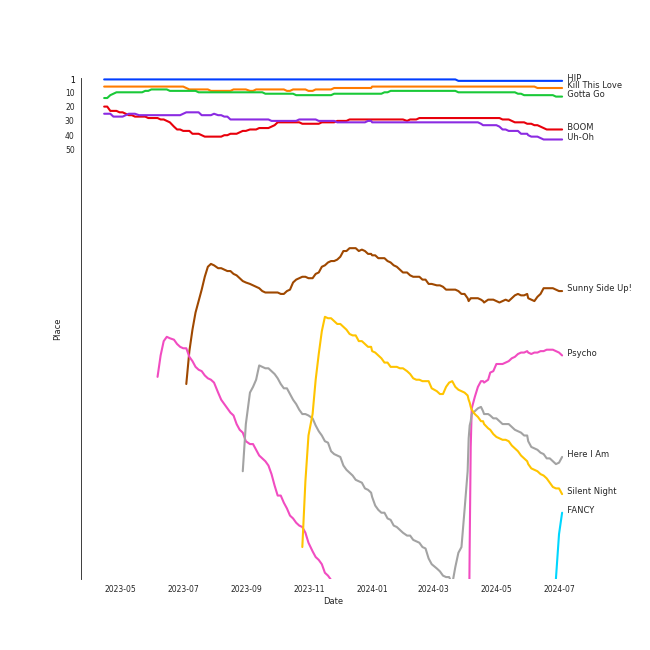 1
10
20
30
40
50
Place
HIP
Kill This Love
Gotta Go
BOOM
Uh-Oh
Sunny Side Up!
Psycho
Here I Am
Silent Night
FANCY
2023-05 2023-07 2023-09 2023-11 2024-01 2024-03 2024-05 2024-07
Date